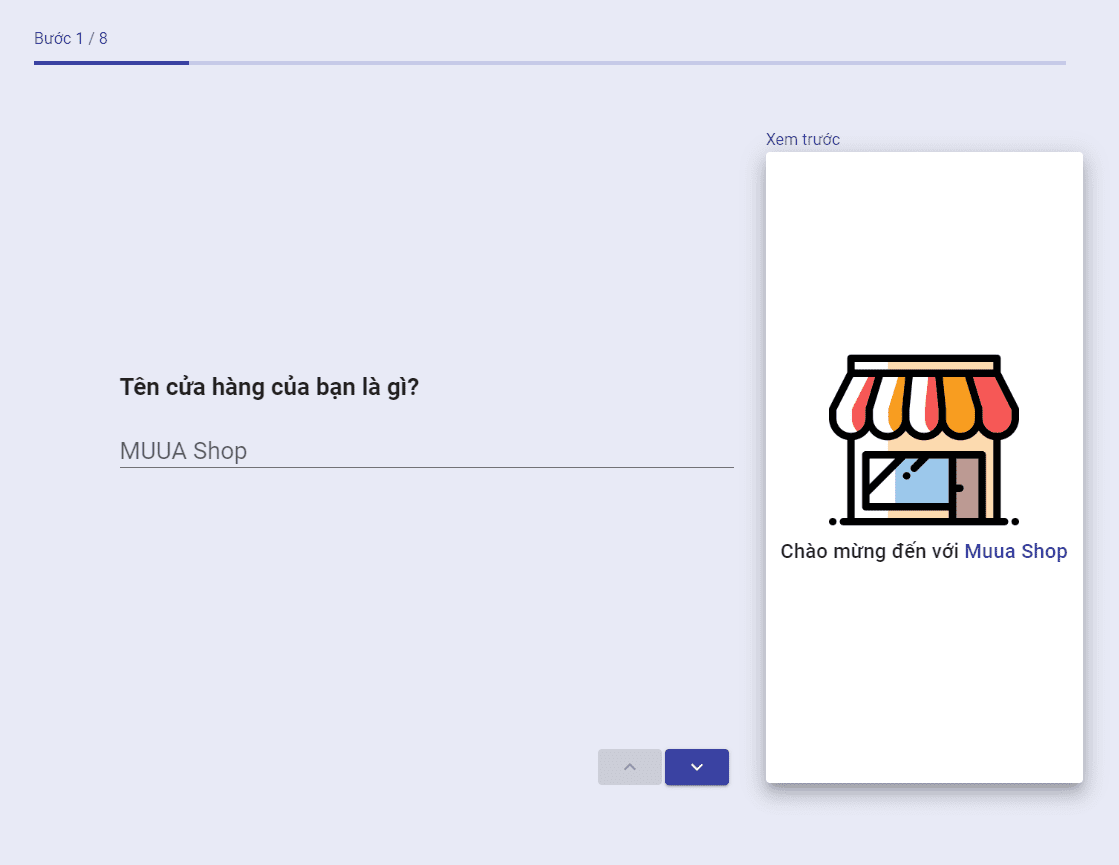 Bước 1 / 8
Xem trước
Tên cửa hàng của bạn là gì?
MUUA Shop
Chào mừng đến với Muua Shop